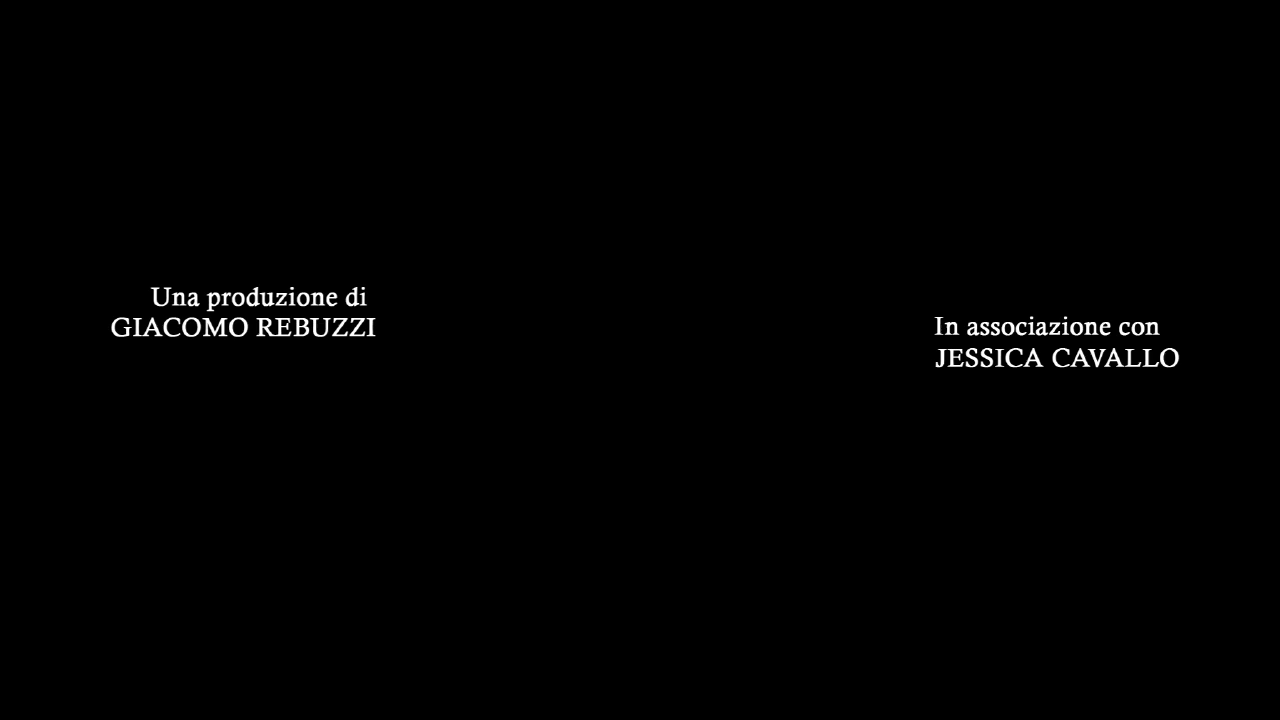 Una produzione di
GIACOMO REBUZZI
In associazione con
JESSICA CAVALLO